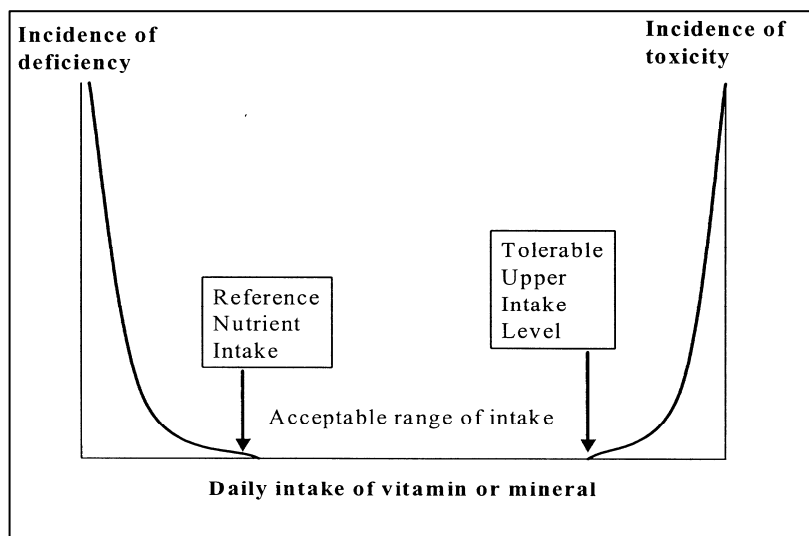 Incidence of
deficiency
Incidence of
toxicity
Reference
Nutrient
Intake
Tolerable
Upper
Intake
Level
Acceptable range of intake
Daily intake of vitamin or mineral